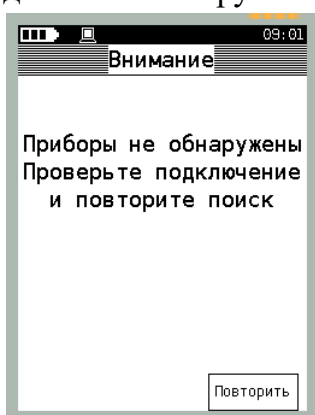 09:01
Внимание
Приборы не обнаружены
Проверьте подключение
и повторите поиск
Повторить